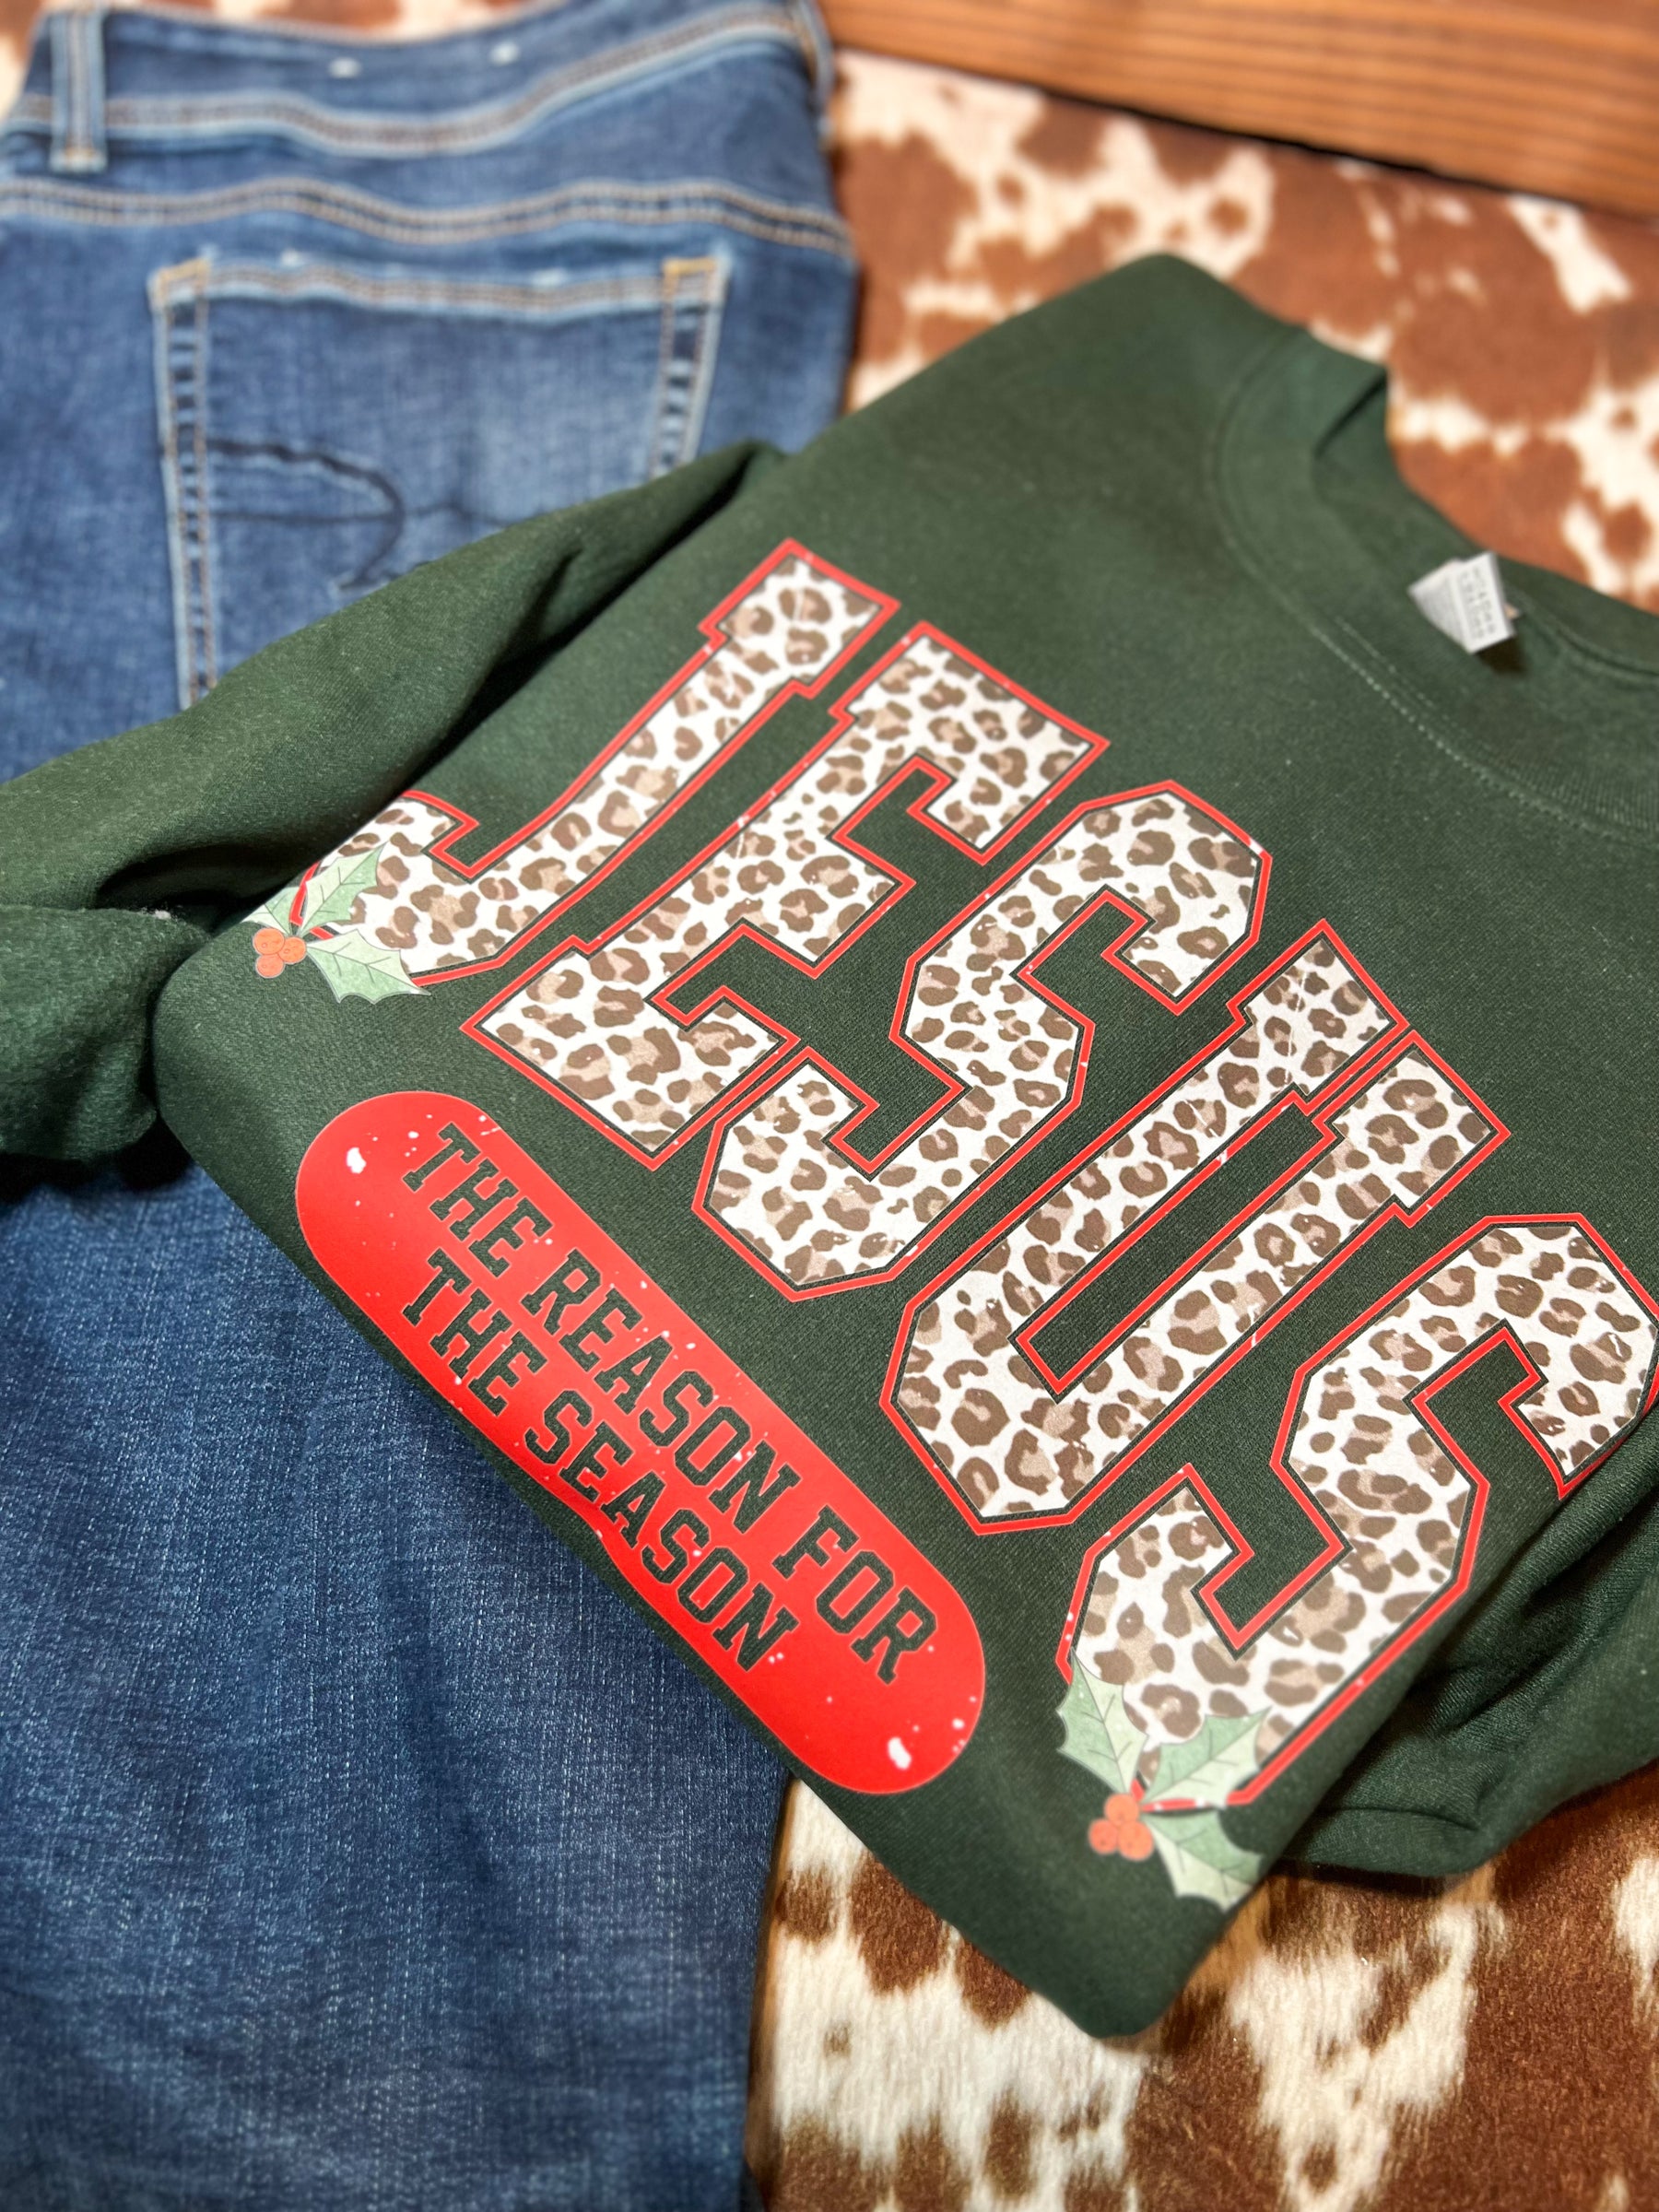 JESUS
THE REASON FOR
THE SEASON